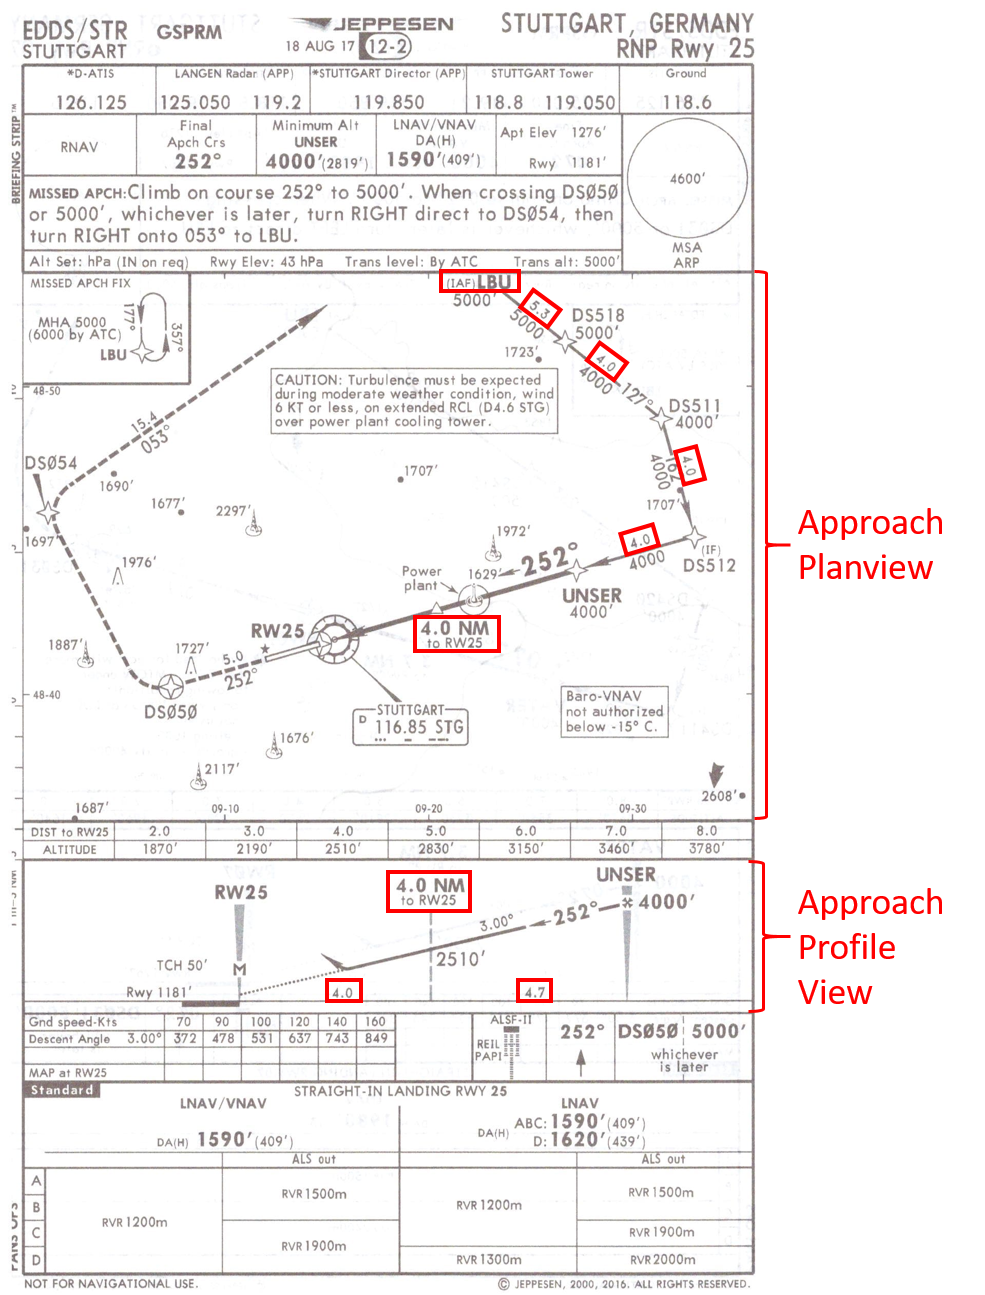 EDDS/STR GSPRM JEPPESEN STUTTGART, GERMANY
STUTTGART 18 AUG 17 12-2 RNP Rwy 25
BRIEFING STRIP™
*D-ATIS LANGEN Radar (APP) *STUTTGART Director (APP) STUTTGART Tower Ground
126.125 125.050 119.2 119.850 118.8 119.050 118.6
RNAV
Final
Apch Crs
252°
Minimum Alt
UNSER
4000'(2819')
LNAV/VNAV
DA(H)
1590'(409')
Apt Elev 1276'
Rwy 1181'
4600'
MSA
ARP
MISSED APCH: Climb on course 252° to 5000'. When crossing DSØ50
or 5000', whichever is later, turn RIGHT direct to DSØ54, then
turn RIGHT onto 053° to LBU.
Alt Set: hPa (IN on req) Rwy Elev: 43 hPa Trans level: By ATC Trans alt: 5000'
MISSED APCH FIX
MHA 5000
(6000 by ATC)
LBU
177°
357°
(IAF) LBU
5000'
5.3
5000
DS518
5000'
1723'
4.0
4000
127°
48-50
CAUTION: Turbulence must be expected
during moderate weather condition, wind
6 KT or less, on extended RCL (D4.6 STG)
over power plant cooling tower.
DS511
4000'
15.4
053°
DSØ54
4.0
162°
4000
1707'
1690'
1677'
2297'
1707'
1972'
1697'
1976'
4.0
4000
(IF)
DS512
252°
Power
plant
1629'
UNSER
4000'
RW25
4.0 NM
to RW25
1887'
1727'
5.0
252°
48-40
DSØ50
STUTTGART
D 116.85 STG
Baro-VNAV
not authorized
below -15° C.
1676'
2117'
2608'
1687'
09-10 09-20 09-30
Approach
Planview
DIST to RW25 2.0 3.0 4.0 5.0 6.0 7.0 8.0
ALTITUDE 1870' 2190' 2510' 2830' 3150' 3460' 3780'
RW25
4.0 NM
to RW25
UNSER
4000'
252°
3.00°
2510'
TCH 50'
M
Rwy 1181'
4.0 4.7
Approach
Profile
View
Gnd speed-Kts 70 90 100 120 140 160
Descent Angle 3.00° 372 478 531 637 743 849
MAP at RW25
ALSF-II
REIL
PAPI
252°
DSØ50 5000'
whichever
is later
Standard STRAIGHT-IN LANDING RWY 25
LNAV/VNAV
DA(H) 1590'(409')
LNAV
DA(H)
ABC: 1590'(409')
D: 1620'(439')
ALS out ALS out
A
B
C
D
RVR 1200m
RVR 1500m
RVR 1900m
RVR 1200m
RVR 1300m
RVR 1500m
RVR 1900m
RVR 2000m
PANS OPS
NOT FOR NAVIGATIONAL USE. © JEPPESEN, 2000, 2016. ALL RIGHTS RESERVED.